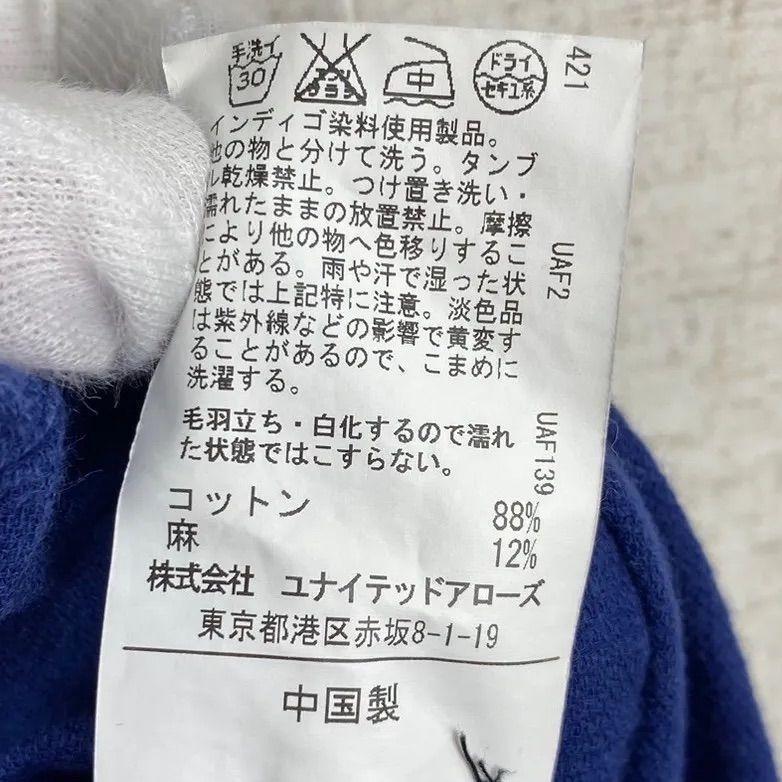 手洗イ 30 エンソ サラシ 中 ドライ セキユ系
421
インディゴ染料使用製品。
他の物と分けて洗う。タンブ
ル乾燥禁止。つけ置き洗い・
濡れたままの放置禁止。摩擦
により他の物へ色移りするこ
とがある。雨や汗で湿った状
態では上記特に注意。淡色品
は紫外線などの影響で黄変す
ることがあるので、こまめに
洗濯する。
UAF2
毛羽立ち・白化するので濡れ
た状態ではこすらない。
UAF139
コットン 88%
麻 12%
株式会社 ユナイテッドアローズ
東京都港区赤坂8-1-19
中国製